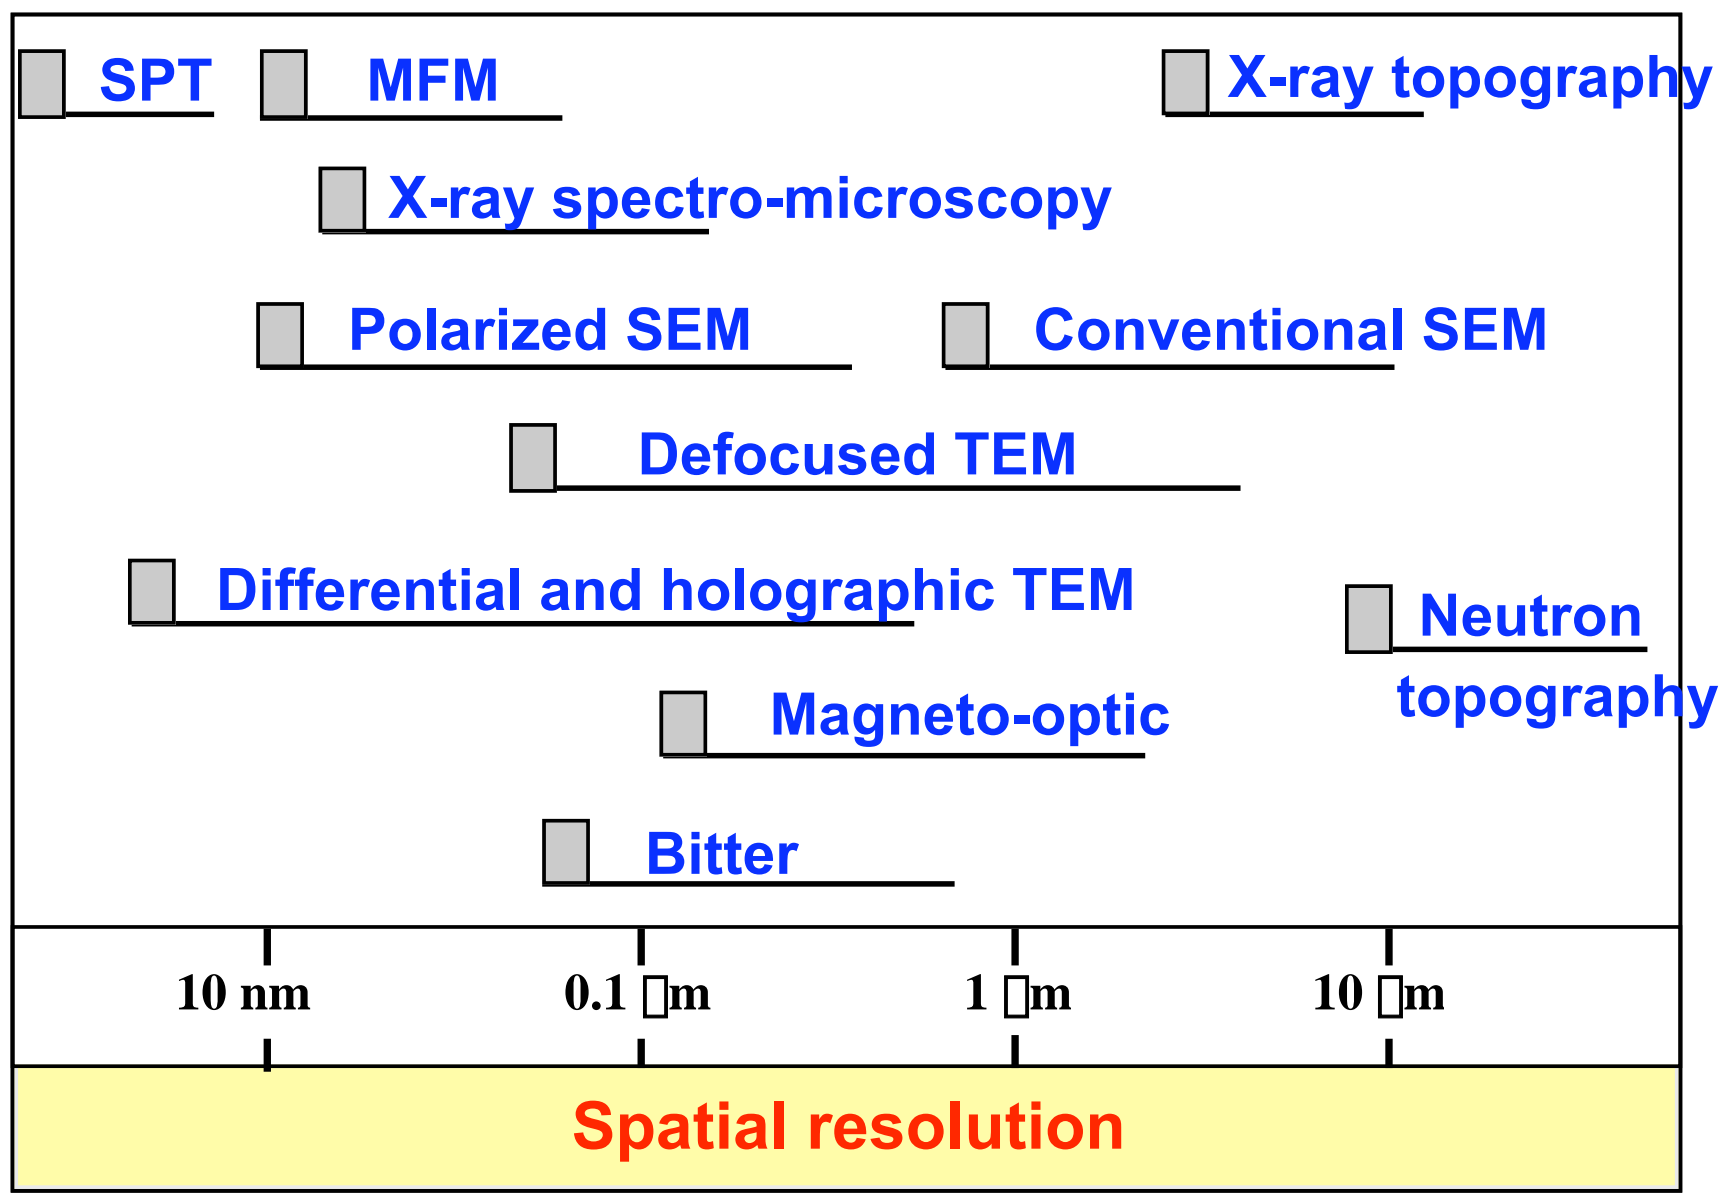 SPT MFM X-ray topography
X-ray spectro-microscopy
Polarized SEM Conventional SEM
Defocused TEM
Differential and holographic TEM
Neutron
topography
Magneto-optic
Bitter
10 nm 0.1 □m 1 □m 10 □m
Spatial resolution